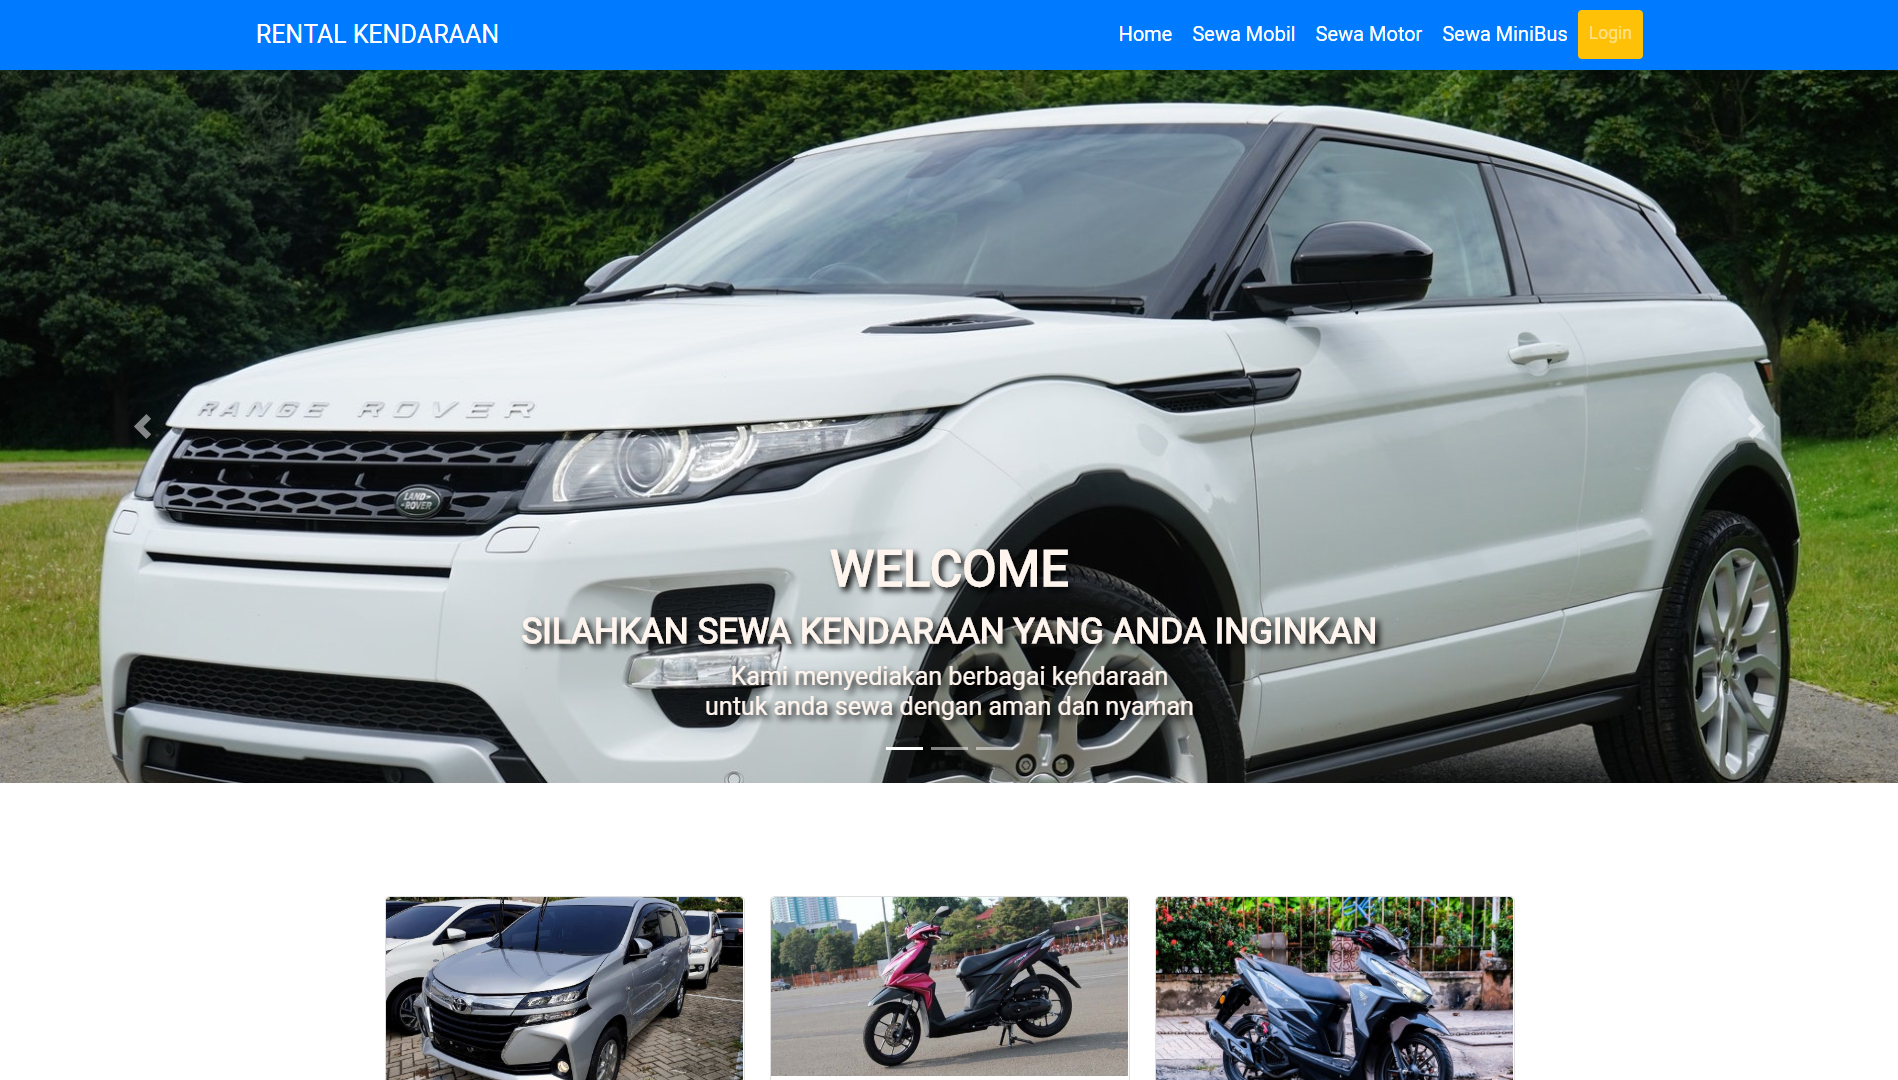 RENTAL KENDARAAN
Home
Sewa Mobil
Sewa Motor
Sewa MiniBus
Login
RANGE ROVER
LAND-
-ROVER
WELCOME
SILAHKAN SEWA KENDARAAN YANG ANDA INGINKAN
Kami menyediakan berbagai kendaraan
untuk anda sewa dengan aman dan nyaman